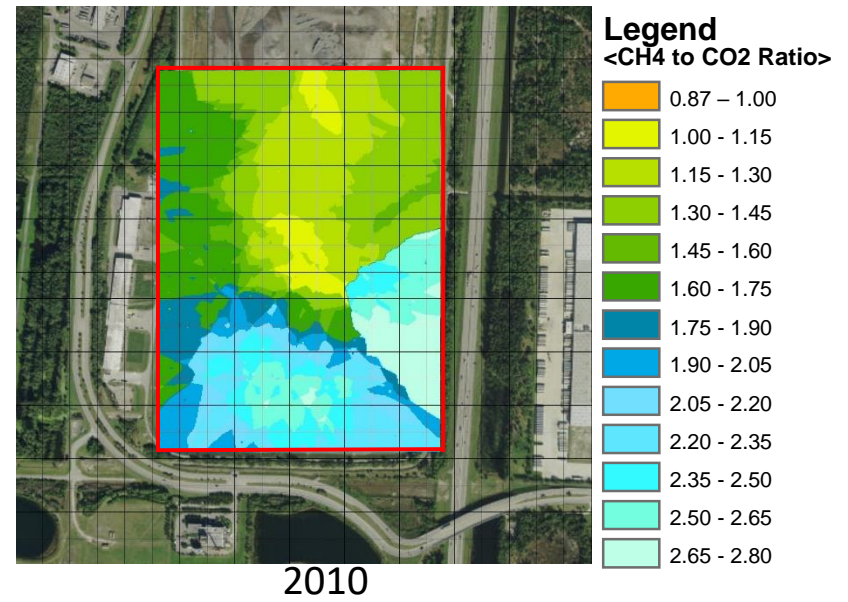 Legend
<CH4 to CO2 Ratio>
0.87 – 1.00
1.00 - 1.15
1.15 - 1.30
1.30 - 1.45
1.45 - 1.60
1.60 - 1.75
1.75 - 1.90
1.90 - 2.05
2.05 - 2.20
2.20 - 2.35
2.35 - 2.50
2.50 - 2.65
2.65 - 2.80
2010